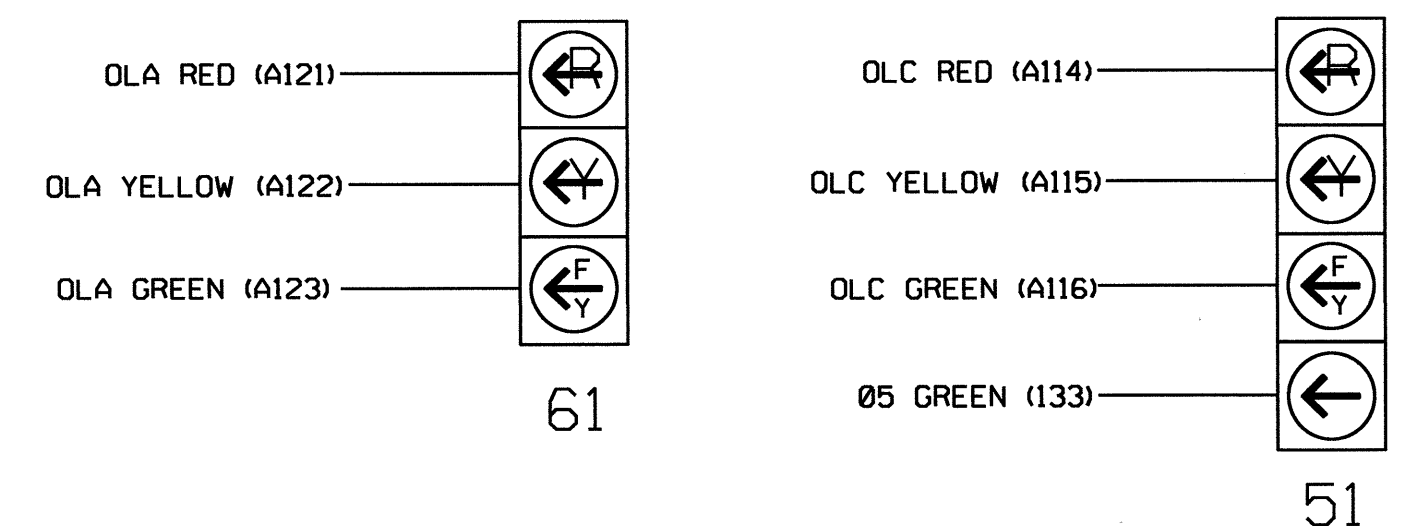 OLA RED (A121)
R
OLA YELLOW (A122)
Y
OLA GREEN (A123)
F
Y
61
OLC RED (A114)
R
OLC YELLOW (A115)
Y
OLC GREEN (A116)
F
Y
Ø5 GREEN (133)
51